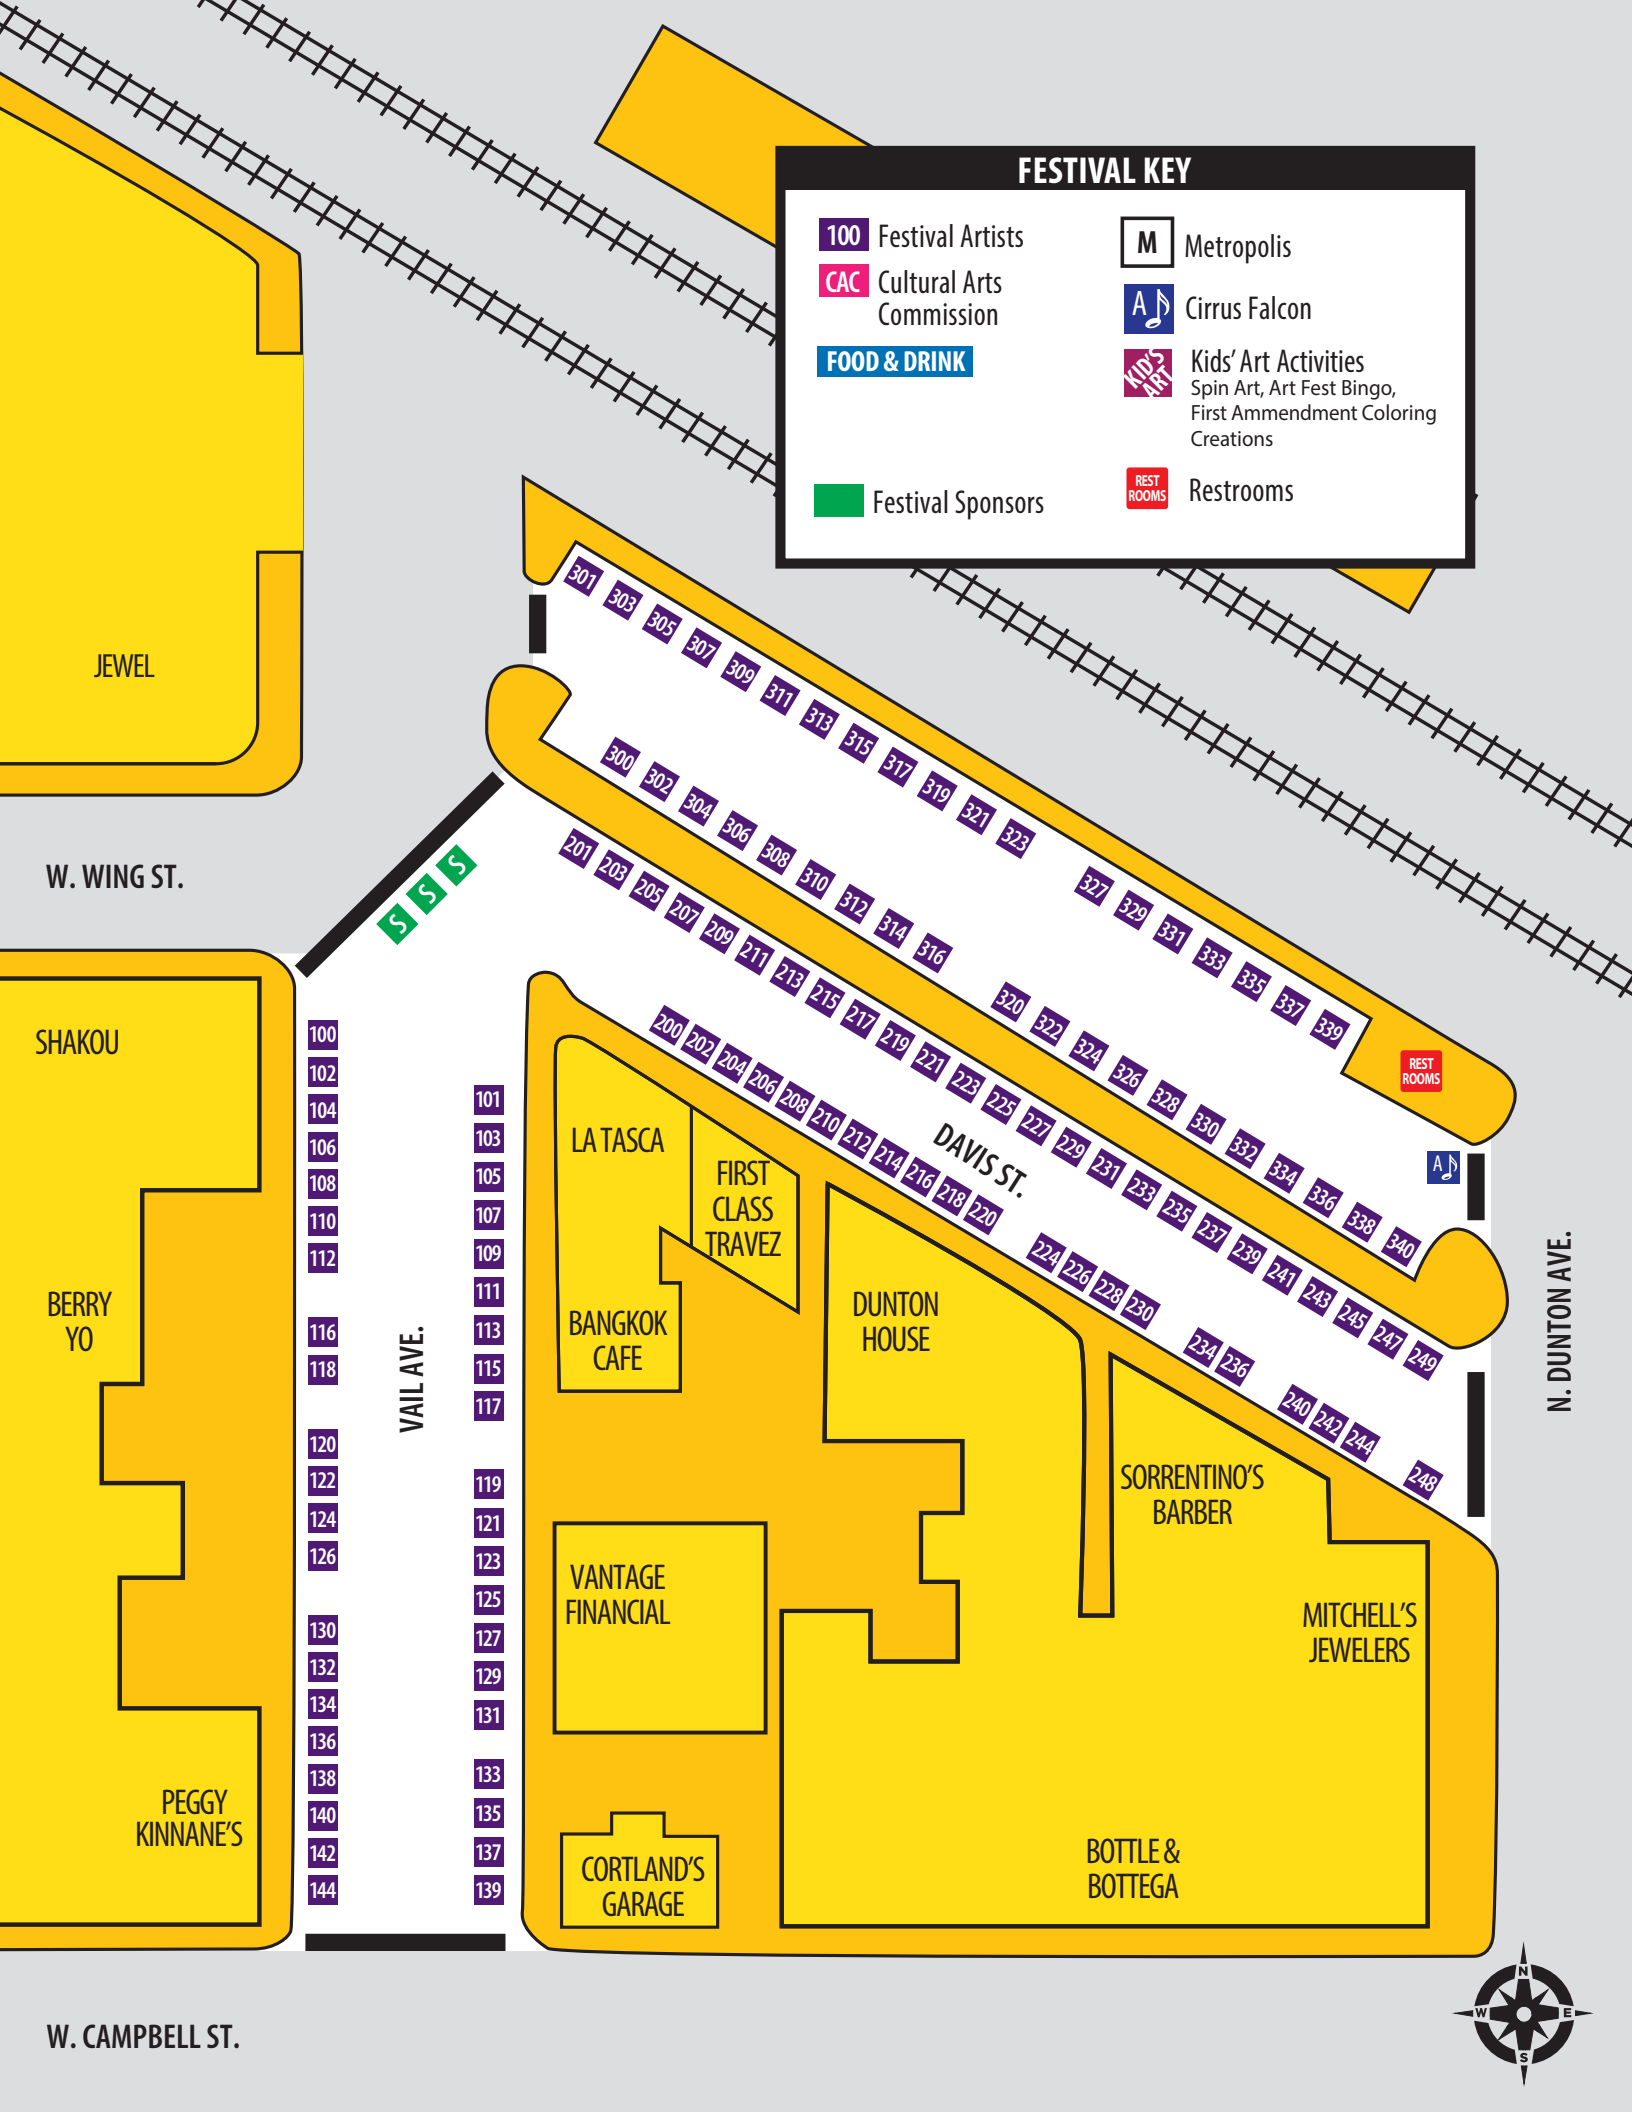 FESTIVAL KEY
100 Festival Artists
CAC Cultural Arts
Commission
FOOD & DRINK
Festival Sponsors
M Metropolis
A Cirrus Falcon
KID'S
ART
Kids' Art Activities
Spin Art, Art Fest Bingo,
First Ammendment Coloring
Creations
REST
ROOMS
Restrooms
JEWEL
W. WING ST.
S
S
S
301
303
305
307
309
311
313
315
317
319
321
323
327
329
331
333
335
337
339
REST
ROOMS
A
300
302
304
306
308
310
312
314
316
320
322
324
326
328
330
332
334
336
338
340
201
203
205
207
209
211
213
215
217
219
221
223
225
227
229
231
233
235
237
239
241
243
245
247
249
DAVIS ST.
200
202
204
206
208
210
212
214
216
218
220
224
226
228
230
234
236
240
242
244
248
N. DUNTON AVE.
SHAKOU
BERRY
YO
PEGGY
KINNANE'S
100
102
104
106
108
110
112
116
118
120
122
124
126
130
132
134
136
138
140
142
144
VAIL AVE.
101
103
105
107
109
111
113
115
117
119
121
123
125
127
129
131
133
135
137
139
LA TASCA
FIRST
CLASS
TRAVEZ
BANGKOK
CAFE
DUNTON
HOUSE
SORRENTINO'S
BARBER
VANTAGE
FINANCIAL
MITCHELL'S
JEWELERS
CORTLAND'S
GARAGE
BOTTLE &
BOTTEGA
W. CAMPBELL ST.
N
W E
S